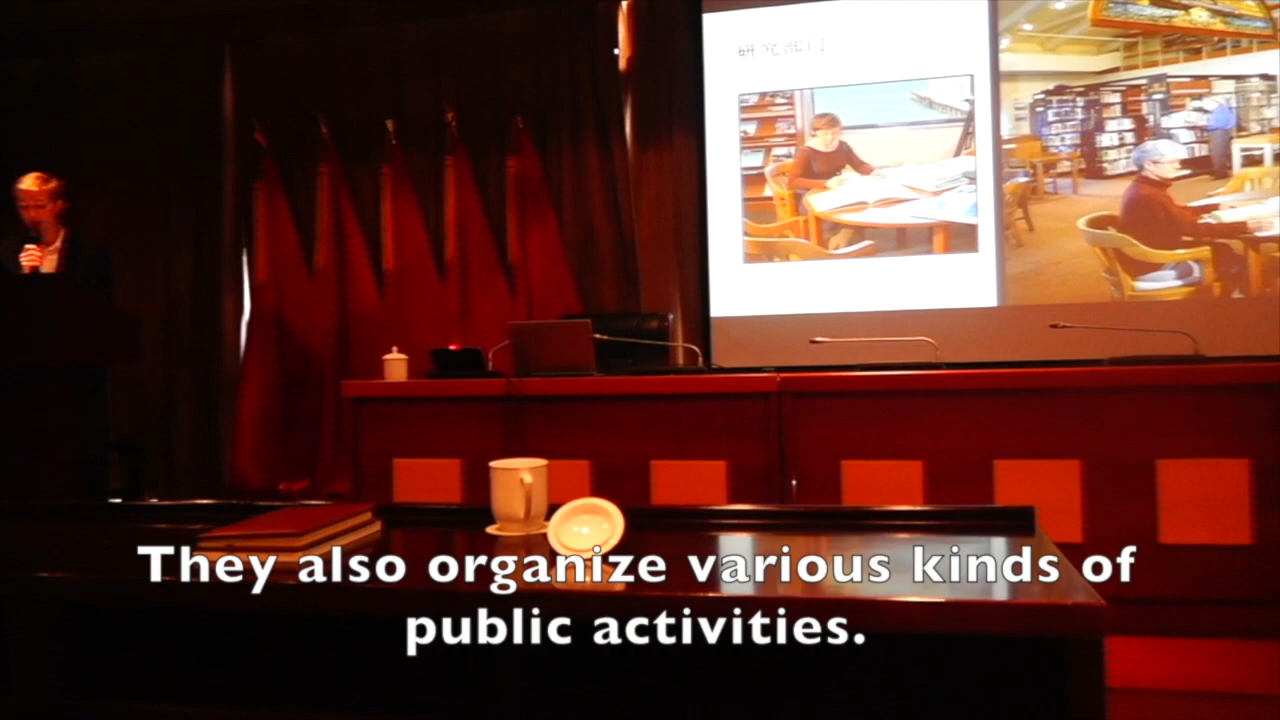 研究部门
They also organize various kinds of
public activities.